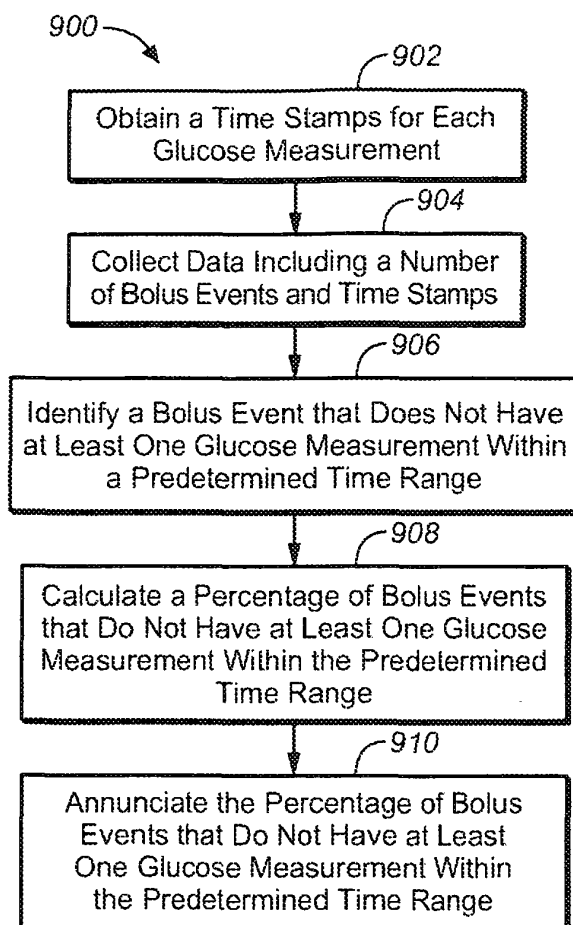 900
902
Obtain a Time Stamps for Each
Glucose Measurement
904
Collect Data Including a Number
of Bolus Events and Time Stamps
906
Identify a Bolus Event that Does Not Have
at Least One Glucose Measurement Within
a Predetermined Time Range
908
Calculate a Percentage of Bolus Events
that Do Not Have at Least One Glucose
Measurement Within the Predetermined
Time Range
910
Annunciate the Percentage of Bolus
Events that Do Not Have at Least
One Glucose Measurement Within
the Predetermined Time Range